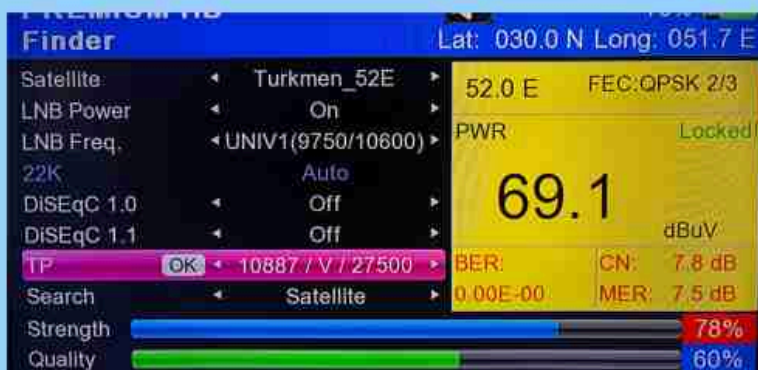 PREMIUM HD
Finder
Lat: 030.0 N Long: 051.7 E
Satellite Turkmen_52E
LNB Power On
LNB Freq. UNIV1(9750/10600)
22K Auto
DiSEqC 1.0 Off
DiSEqC 1.1 Off
TP OK 10887 / V / 27500
Search Satellite
52.0 E FEC:QPSK 2/3
PWR Locked
69.1
dBuV
BER: CN: 7.8 dB
0.00E-00 MER: 7.5 dB
Strength 78%
Quality 60%